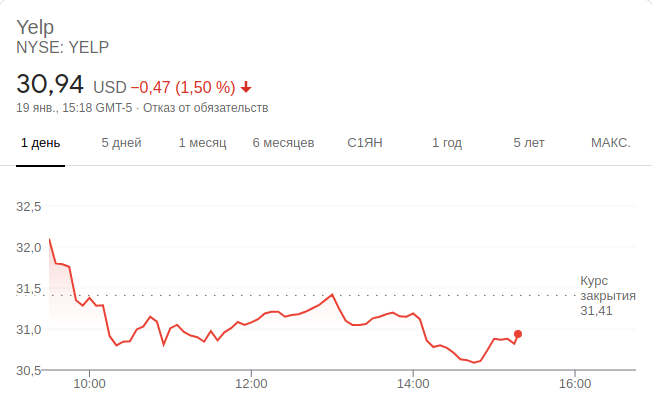 Yelp
NYSE: YELP
30,94 USD −0,47 (1,50 %)
19 янв., 15:18 GMT-5 · Отказ от обязательств
1 день 5 дней 1 месяц 6 месяцев С1ЯН 1 год 5 лет МАКС.
32,5
32,0
31,5
31,0
30,5
Курс
закрытия
31,41
10:00 12:00 14:00 16:00